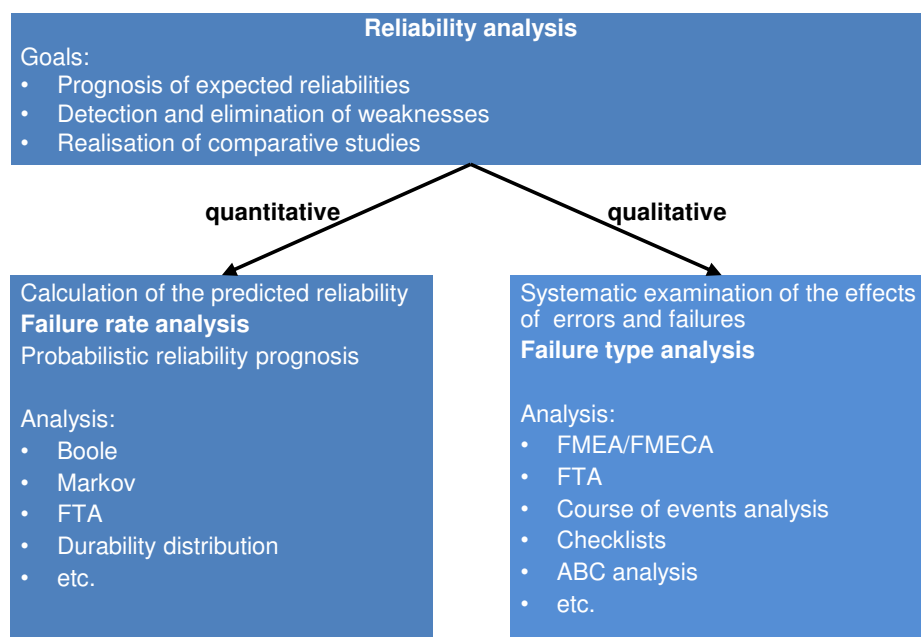 Reliability analysis
Goals:
• Prognosis of expected reliabilities
• Detection and elimination of weaknesses
• Realisation of comparative studies
quantitative
qualitative
Calculation of the predicted reliability
Failure rate analysis
Probabilistic reliability prognosis
Analysis:
• Boole
• Markov
• FTA
• Durability distribution
• etc.
Systematic examination of the effects
of errors and failures
Failure type analysis
Analysis:
• FMEA/FMECA
• FTA
• Course of events analysis
• Checklists
• ABC analysis
• etc.